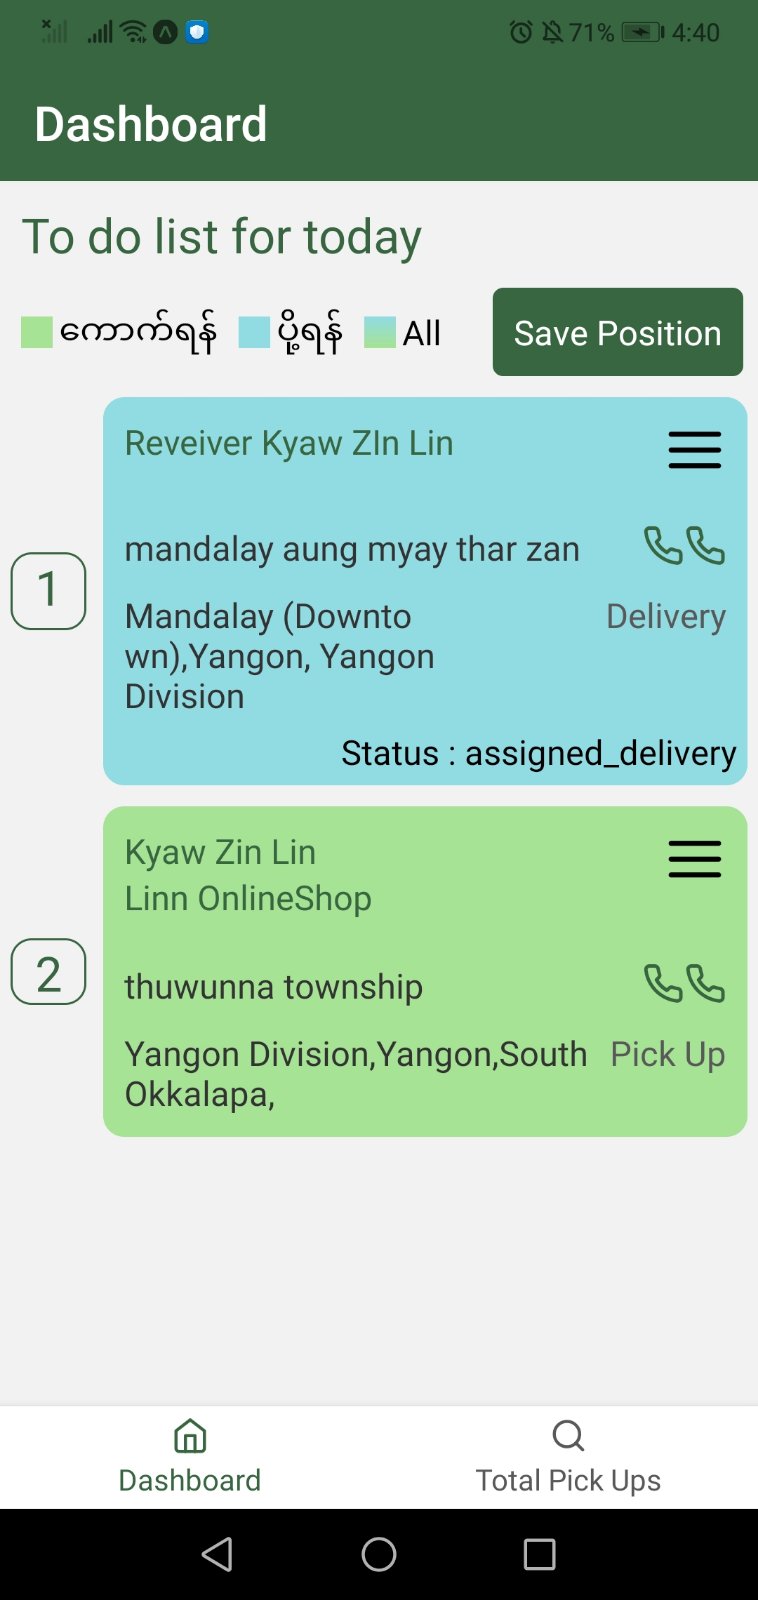 71% 4:40
Dashboard
To do list for today
ကောက်ရန် ပို့ရန် All Save Position
Reveiver Kyaw ZIn Lin
mandalay aung myay thar zan
1
Mandalay (Downto Delivery
wn),Yangon, Yangon
Division
Status : assigned_delivery
Kyaw Zin Lin
Linn OnlineShop
2
thuwunna township
Yangon Division,Yangon,South Pick Up
Okkalapa,
Dashboard Total Pick Ups